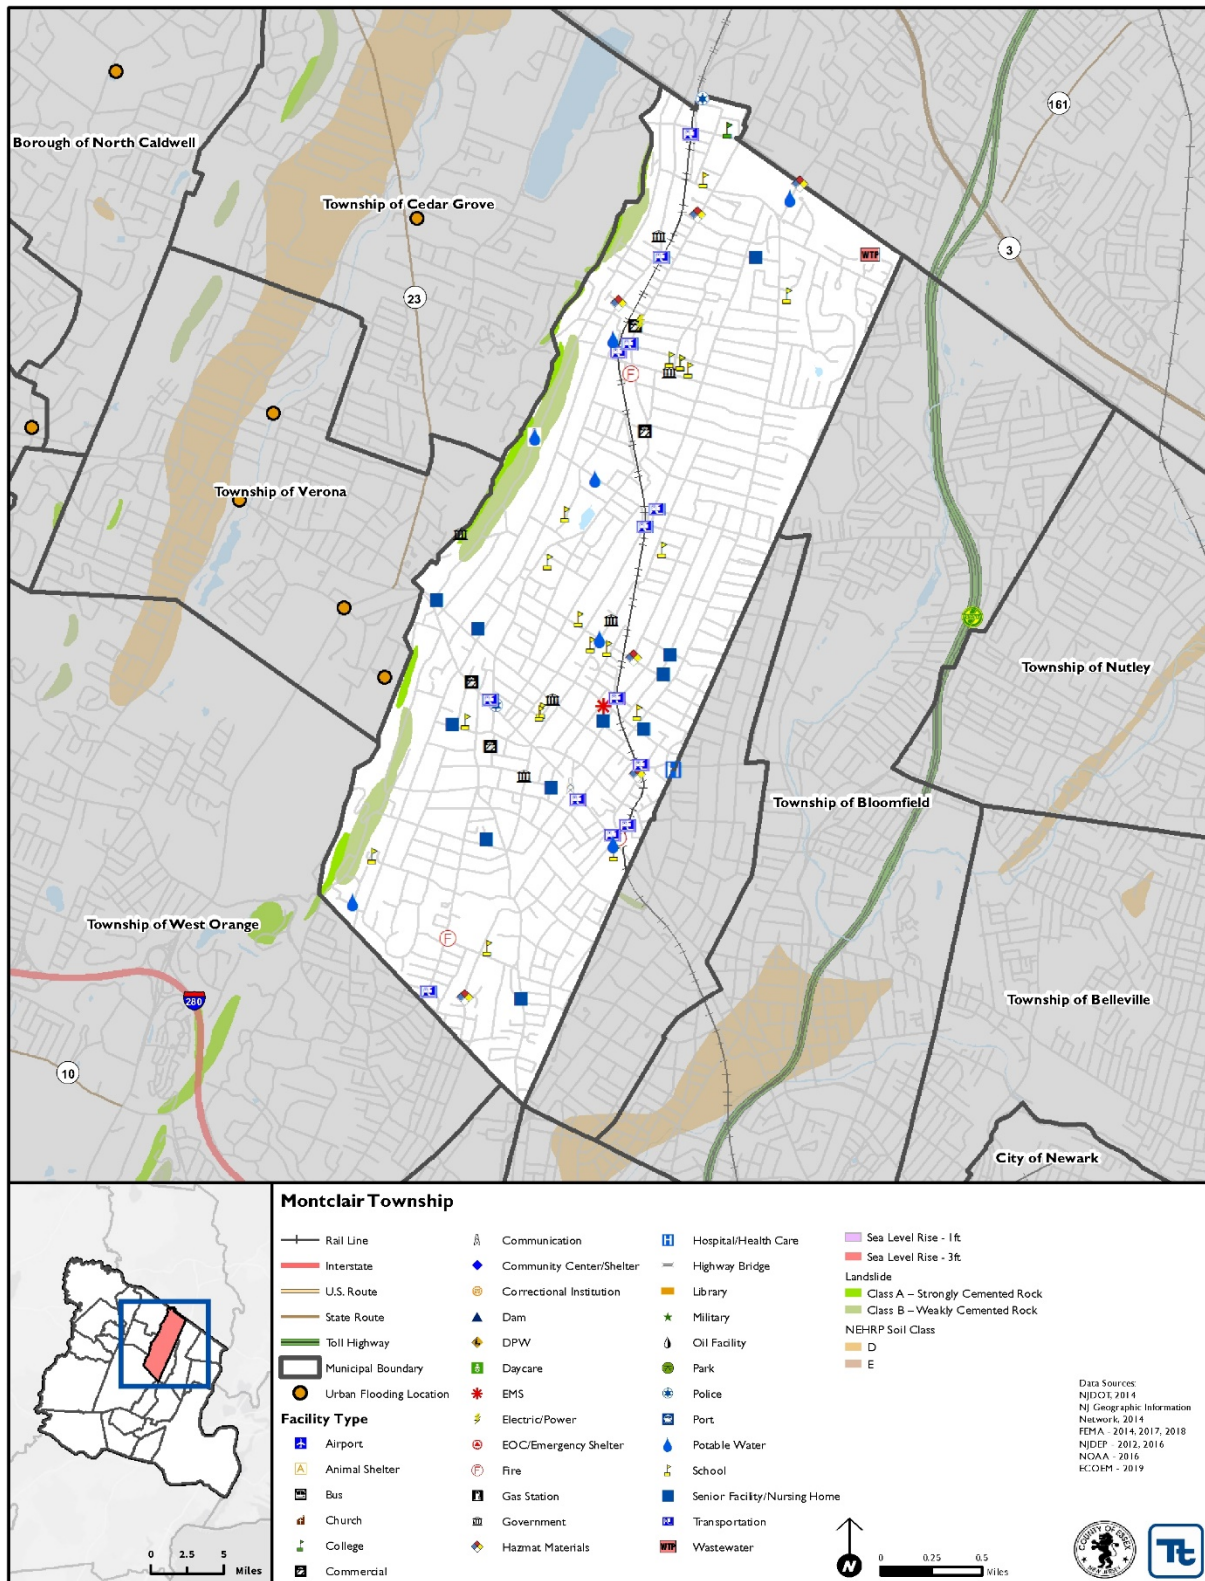 161
Borough of North Caldwell
Township of Cedar Grove
3
WTP
23
Township of Verona
Township of Nutley
Township of Bloomfield
Township of West Orange
280
Township of Belleville
10
City of Newark
Montclair Township
Rail Line
Interstate
U.S. Route
State Route
Toll Highway
Municipal Boundary
Urban Flooding Location
Facility Type
Airport
Animal Shelter
Bus
Church
College
Commercial
Communication
Community Center/Shelter
Correctional Institution
Dam
DPW
Daycare
EMS
Electric/Power
EOC/Emergency Shelter
Fire
Gas Station
Government
Hazmat Materials
Hospital/Health Care
Highway Bridge
Library
Military
Oil Facility
Park
Police
Port
Potable Water
School
Senior Facility/Nursing Home
Transportation
WTP Wastewater
Sea Level Rise - 1ft
Sea Level Rise - 3ft
Landslide
Class A – Strongly Cemented Rock
Class B – Weakly Cemented Rock
NEHRP Soil Class
D
E
Data Sources:
NJDOT, 2014
NJ Geographic Information
Network, 2014
FEMA - 2014, 2017, 2018
NJDEP - 2012, 2016
NOAA - 2016
ECOEM - 2019
0 2.5 5
Miles
N
0 0.25 0.5
Miles
COUNTY OF ESSEX
NEW JERSEY
Tt